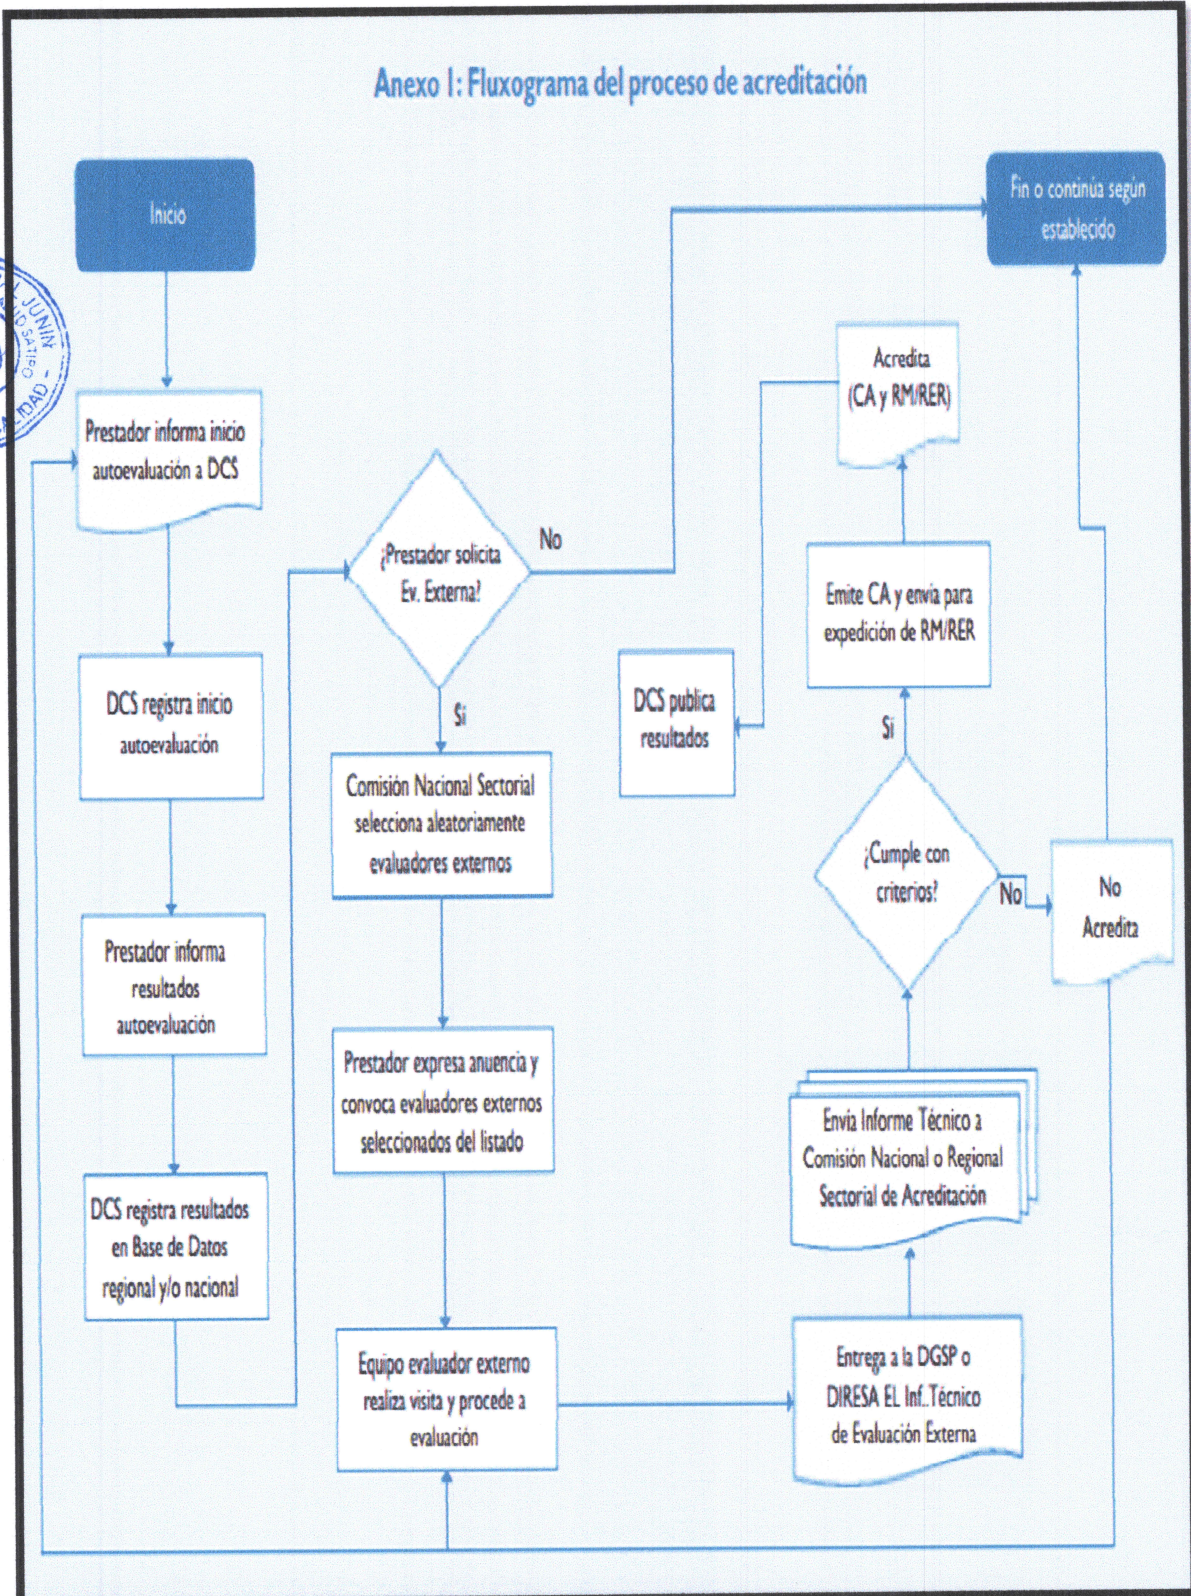 Anexo 1: Fluxograma del proceso de acreditación
Inicio
Fin o continúa según
establecido
JUNIN
SATIPO
Prestador informa inicio
autoevaluación a DCS
DCS registra inicio
autoevaluación
Prestador informa
resultados
autoevaluación
DCS registra resultados
en Base de Datos
regional y/o nacional
¿Prestador solicita
Ev. Externa?
No
Si
Comisión Nacional Sectorial
selecciona aleatoriamente
evaluadores externos
Prestador expresa anuencia y
convoca evaluadores externos
seleccionados del listado
Equipo evaluador externo
realiza visita y procede a
evaluación
Entrega a la DGSP o
DIRESA EL Inf..Técnico
de Evaluación Externa
Envía Informe Técnico a
Comisión Nacional o Regional
Sectorial de Acreditación
¿Cumple con
criterios?
No
No
Acredita
Si
Emite CA y envía para
expedición de RM/RER
Acredita
(CA y RM/RER)
DCS publica
resultados